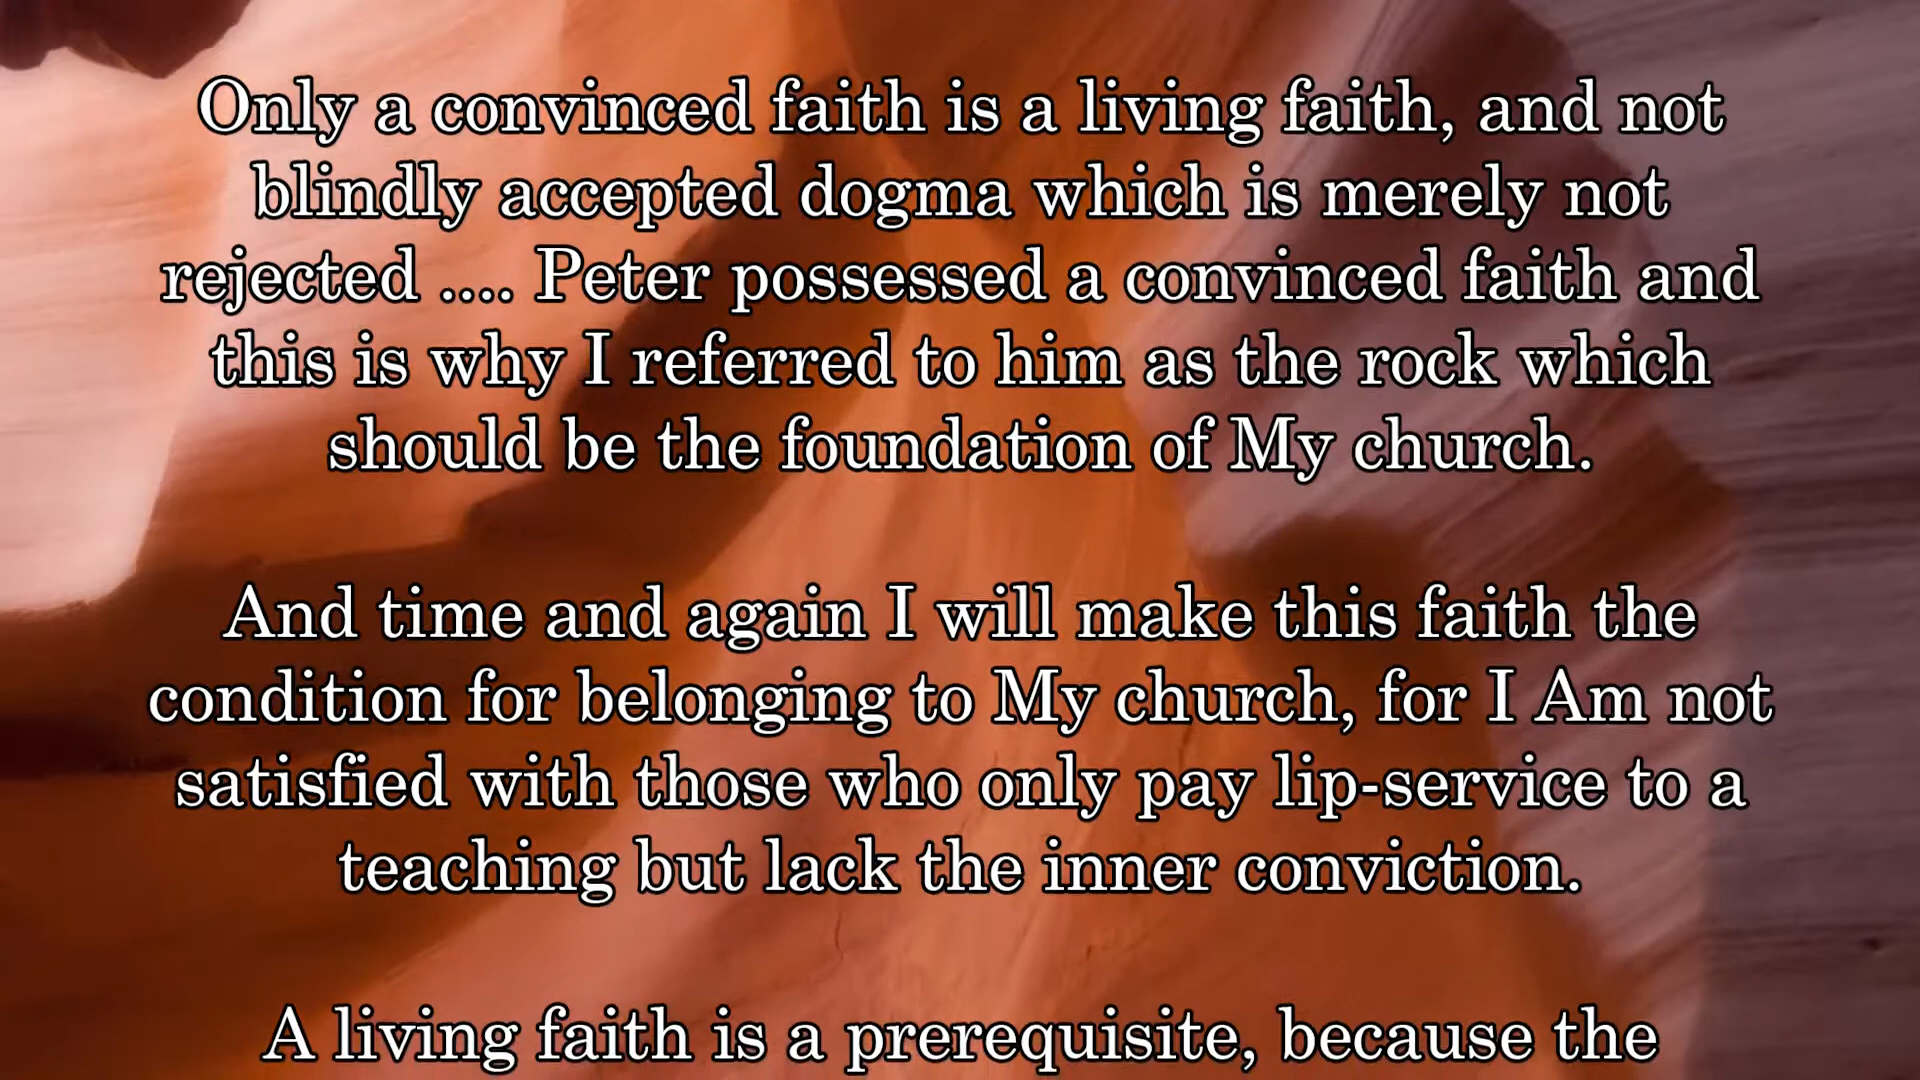 Only a convinced faith is a living faith, and not
blindly accepted dogma which is merely not
rejected .... Peter possessed a convinced faith and
this is why I referred to him as the rock which
should be the foundation of My church.
And time and again I will make this faith the
condition for belonging to My church, for I Am not
satisfied with those who only pay lip-service to a
teaching but lack the inner conviction.
A living faith is a prerequisite, because the